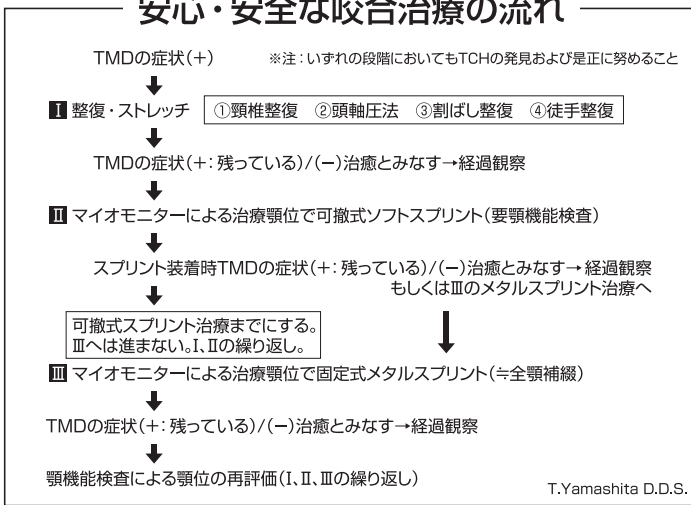 安心・安全な咬合治療の流れ
TMDの症状(+)
※注：いずれの段階においてもTCHの発見および是正に努めること
Ⅰ 整復・ストレッチ ①頸椎整復 ②頭軸圧法 ③割ばし整復 ④徒手整復
TMDの症状(+：残っている)/(−)治癒とみなす→経過観察
Ⅱ マイオモニターによる治療顎位で可撤式ソフトスプリント(要顎機能検査)
スプリント装着時TMDの症状(+：残っている)/(−)治癒とみなす→経過観察
もしくはⅢのメタルスプリント治療へ
可撤式スプリント治療までにする。
Ⅲへは進まない。Ⅰ、Ⅱの繰り返し。
Ⅲ マイオモニターによる治療顎位で固定式メタルスプリント(≒全顎補綴)
TMDの症状(+：残っている)/(−)治癒とみなす→経過観察
顎機能検査による顎位の再評価(Ⅰ、Ⅱ、Ⅲの繰り返し)
T.Yamashita D.D.S.